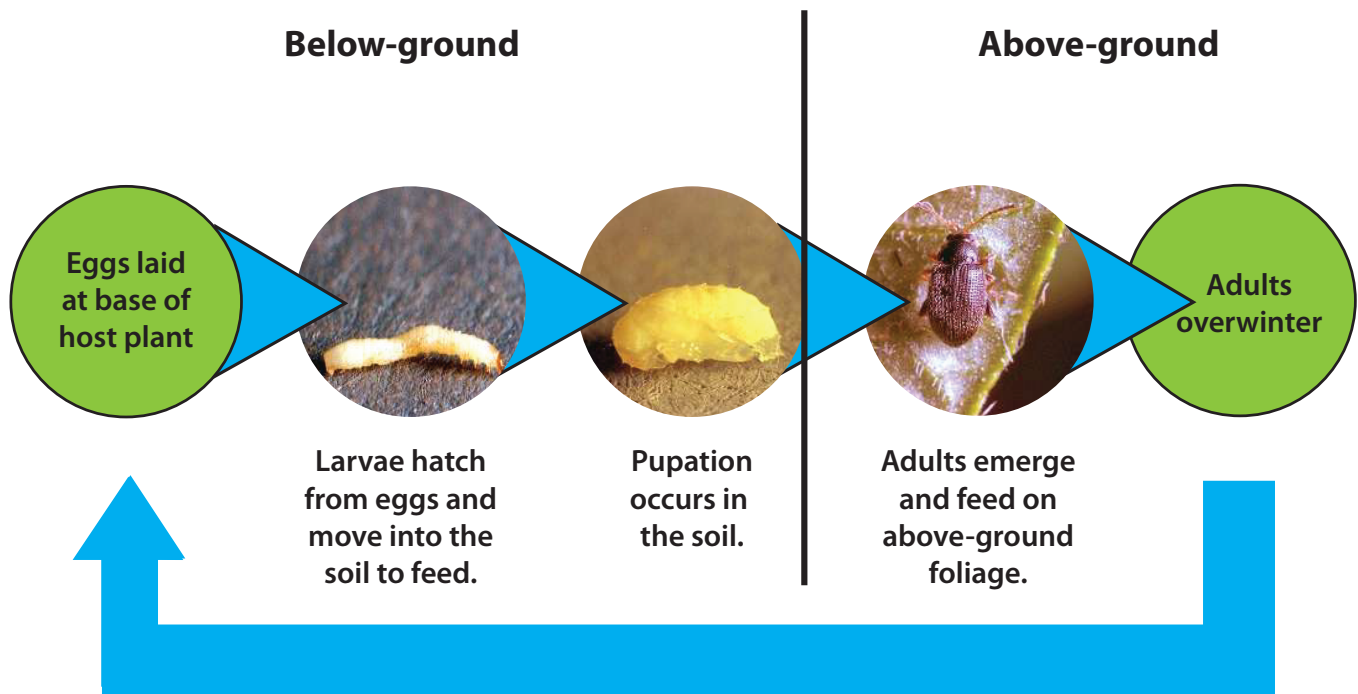 Below-ground
Above-ground
Eggs laid
at base of
host plant
Larvae hatch
from eggs and
move into the
soil to feed.
Pupation
occurs in
the soil.
Adults emerge
and feed on
above-ground
foliage.
Adults
overwinter